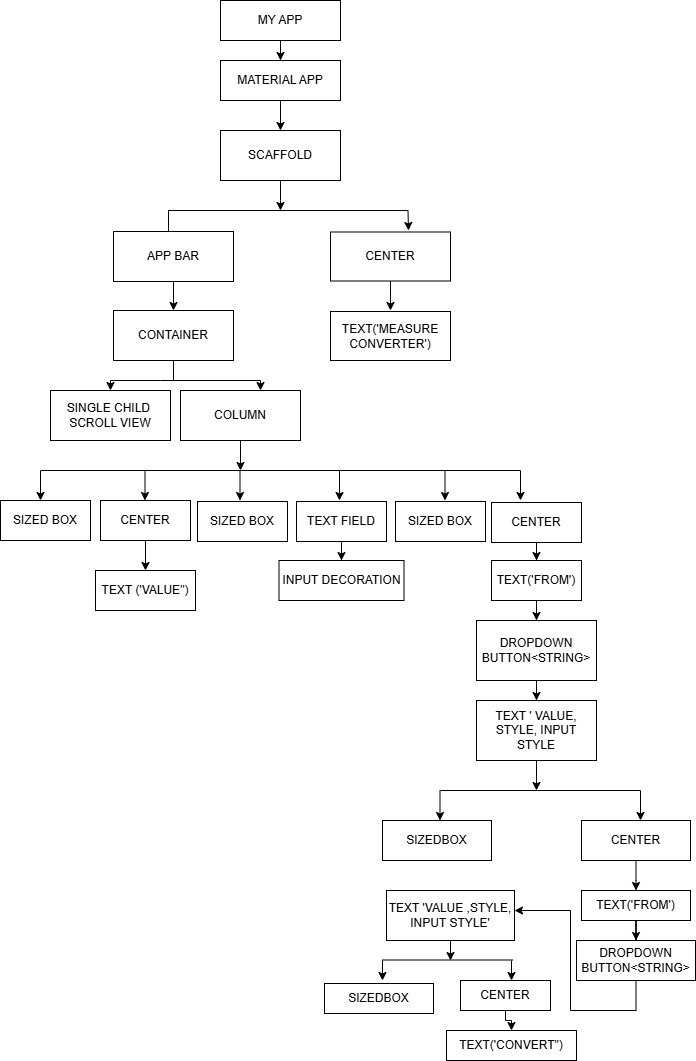 MY APP
MATERIAL APP
SCAFFOLD
APP BAR
CENTER
CONTAINER
TEXT('MEASURE
CONVERTER')
SINGLE CHILD
SCROLL VIEW
COLUMN
SIZED BOX
CENTER
SIZED BOX
TEXT FIELD
SIZED BOX
CENTER
TEXT ('VALUE")
INPUT DECORATION
TEXT('FROM')
DROPDOWN
BUTTON<STRING>
TEXT ' VALUE,
STYLE, INPUT
STYLE
SIZEDBOX
CENTER
TEXT('FROM')
TEXT 'VALUE ,STYLE,
INPUT STYLE'
DROPDOWN
BUTTON<STRING>
SIZEDBOX
CENTER
TEXT('CONVERT")